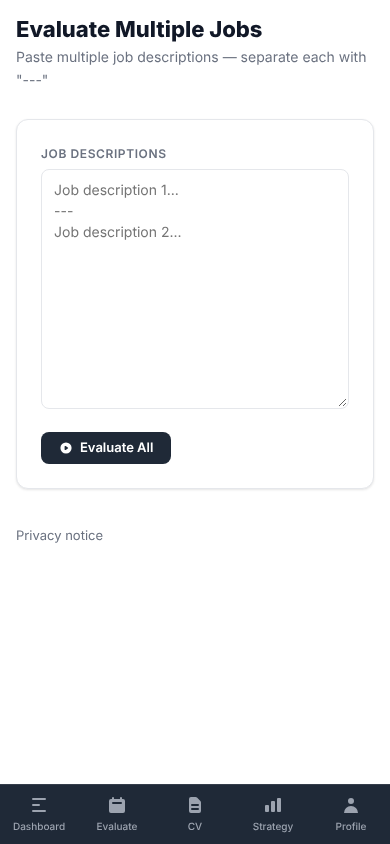 Evaluate Multiple Jobs
Paste multiple job descriptions — separate each with
"---"
JOB DESCRIPTIONS
Job description 1...
---
Job description 2...
Evaluate All
Privacy notice
Dashboard
Evaluate
CV
Strategy
Profile